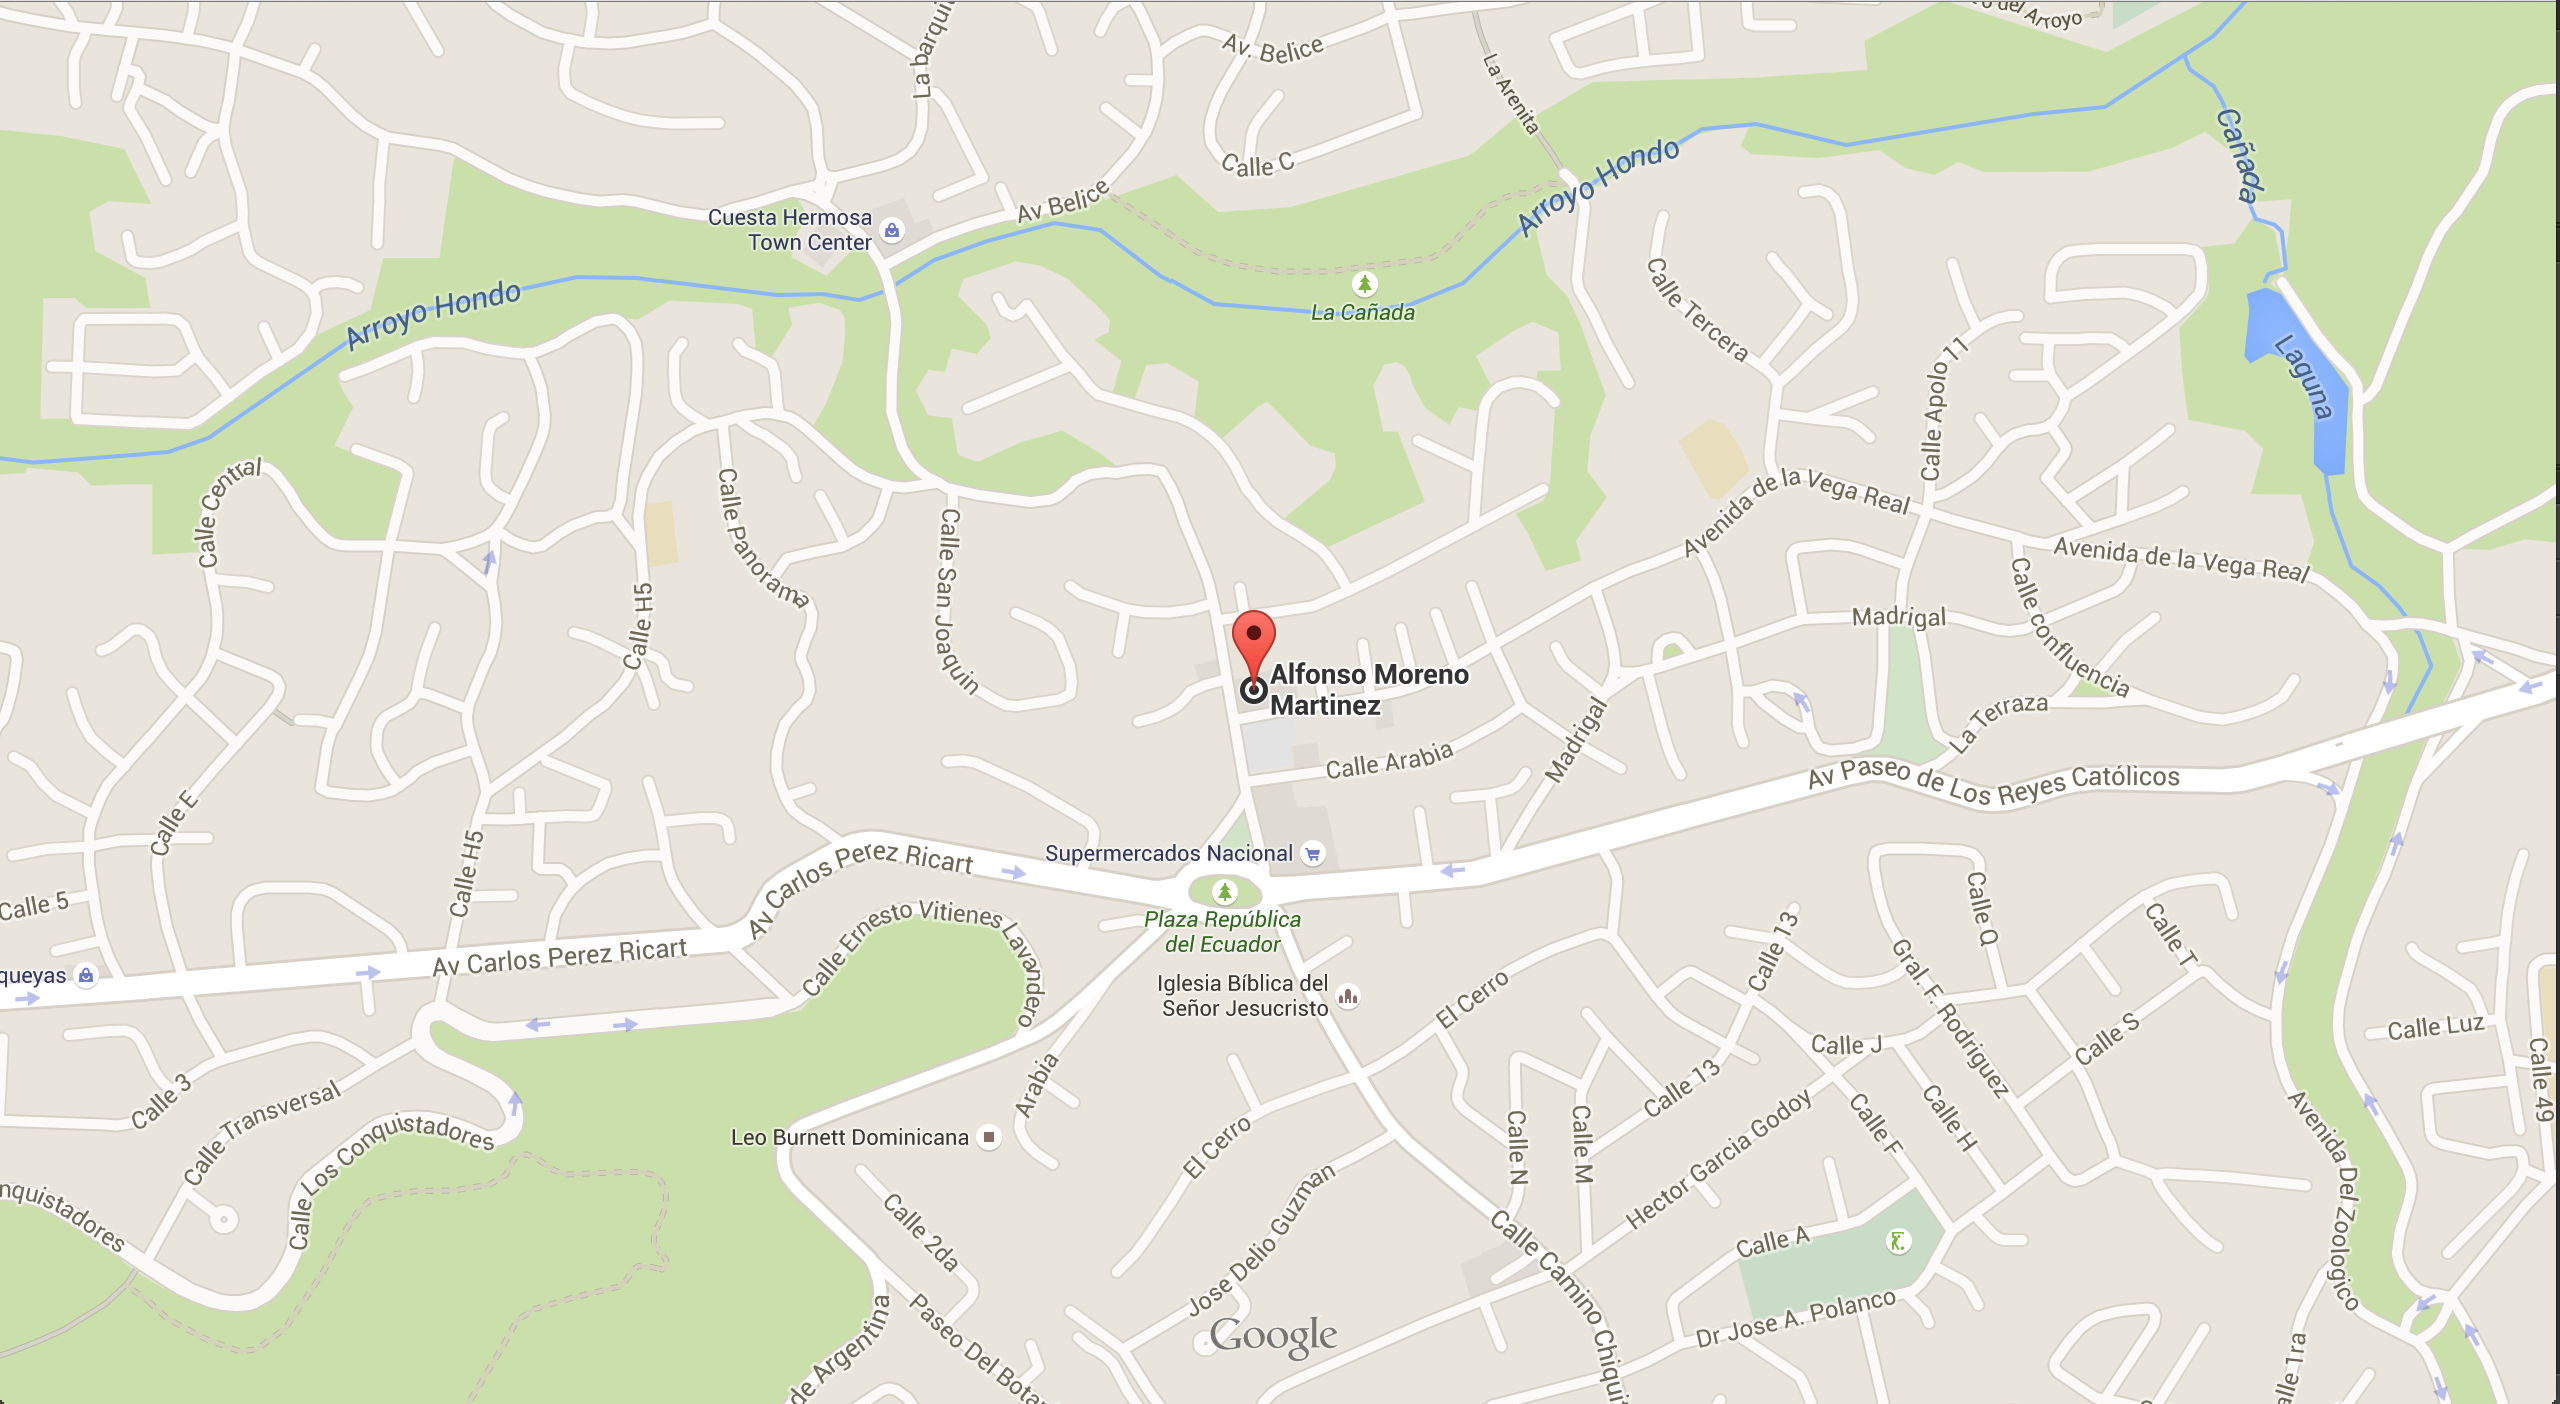 o del Arroyo
La barqui
Av. Belice
La Arenita
Cañada
Calle C
Arroyo Hondo
Av Belice
Cuesta Hermosa
Town Center
Arroyo Hondo
La Cañada
Calle Tercera
Laguna
Calle Apolo 11
Calle Central
Calle Panorama
Calle San Joaquin
Avenida de la Vega Real
Avenida de la Vega Real
Calle H5
Madrigal
Calle confluencia
Alfonso Moreno
Martinez
Madrigal
La Terraza
Calle Arabia
Av Paseo de Los Reyes Católicos
Calle E
Calle H5
Supermercados Nacional
Av Carlos Perez Ricart
Calle 5
Calle Ernesto Vitienes Lavandero
Plaza República
del Ecuador
Calle Q
Calle 13
Calle T
Av Carlos Perez Ricart
queyas
Iglesia Bíblica del
Señor Jesucristo
El Cerro
Gral. F. Rodriguez
Calle J
Calle S
Calle Luz
Calle 49
Arabia
Calle 3
Calle 13
Calle Transversal
Calle Los Conquistadores
Leo Burnett Dominicana
El Cerro
Calle N
Calle M
Hector Garcia Godoy
Calle F
Calle H
Avenida Del Zoologico
nquistadores
Calle 2da
Jose Delio Guzman
Calle Camino Chiqui
Calle A
Dr Jose A. Polanco
Google
de Argentina
Paseo Del Bota
alle 1ra